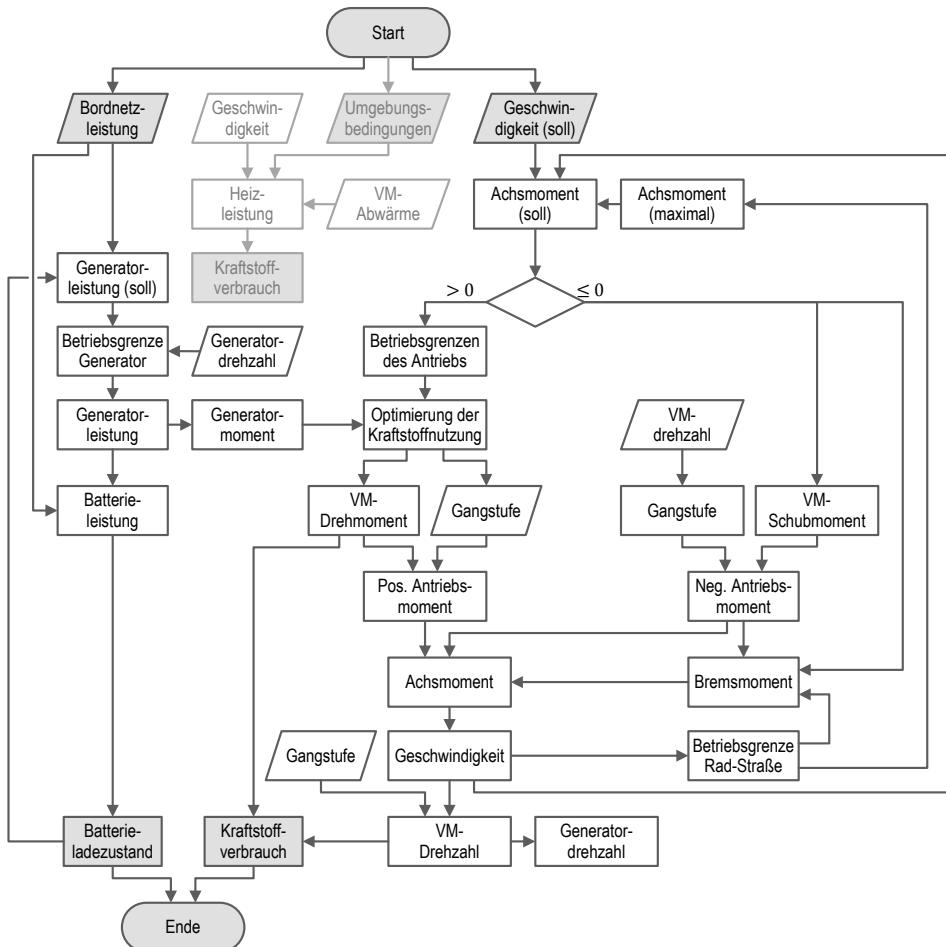 Start
Bordnetz-
leistung
Geschwin-
digkeit
Umgebungs-
bedingungen
Geschwin-
digkeit (soll)
Heiz-
leistung
VM-
Abwärme
Achsmoment
(soll)
Achsmoment
(maximal)
Generator-
leistung (soll)
Kraftstoff-
verbrauch
> 0
≤ 0
Betriebsgrenze
Generator
Generator-
drehzahl
Betriebsgrenzen
des Antriebs
Generator-
leistung
Generator-
moment
Optimierung der
Kraftstoffnutzung
VM-
drehzahl
Batterie-
leistung
VM-
Drehmoment
Gangstufe
Gangstufe
VM-
Schubmoment
Pos. Antriebs-
moment
Neg. Antriebs-
moment
Achsmoment
Bremsmoment
Gangstufe
Geschwindigkeit
Betriebsgrenze
Rad-Straße
Batterie-
ladezustand
Kraftstoff-
verbrauch
VM-
Drehzahl
Generator-
drehzahl
Ende